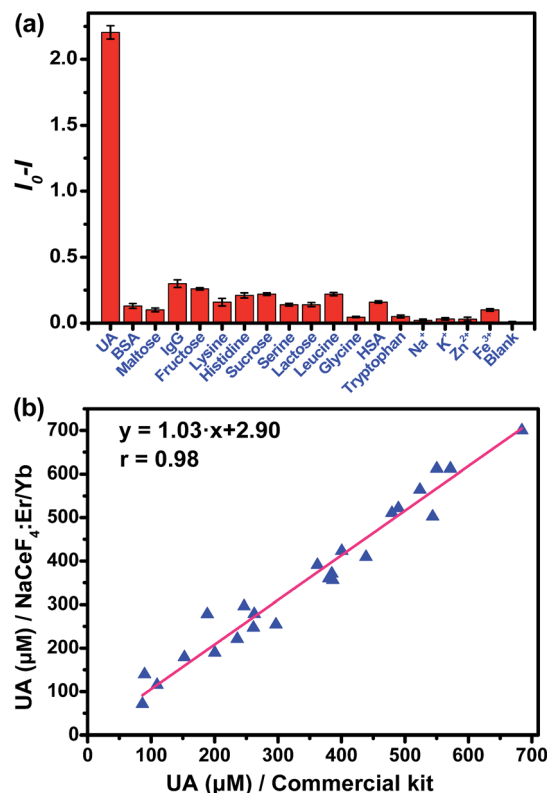 (a)
I₀-I
2.0
1.5
1.0
0.5
0.0
UA
BSA
Maltose
IgG
Fructose
Lysine
Histidine
Sucrose
Serine
Lactose
Leucine
Glycine
HSA
Tryptophan
Na⁺
K⁺
Zn²⁺
Fe³⁺
Blank
(b)
y = 1.03·x+2.90
r = 0.98
UA (μM) / NaCeF₄:Er/Yb
700
600
500
400
300
200
100
0
0 100 200 300 400 500 600 700
UA (μM) / Commercial kit